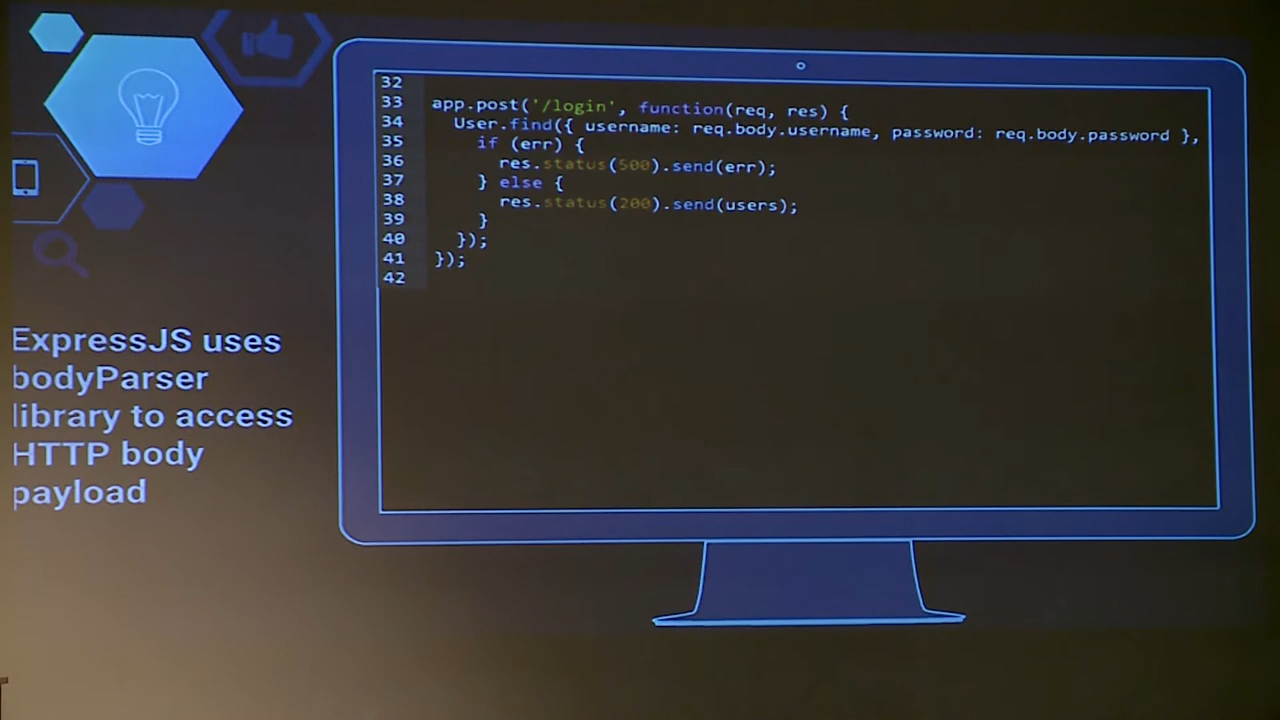 32
33 app.post('/login', function(req, res) {
34 User.find({ username: req.body.username, password: req.body.password },
35 if (err) {
36 res.status(500).send(err);
37 } else {
38 res.status(200).send(users);
39 }
40 });
41 });
42
ExpressJS uses
bodyParser
library to access
HTTP body
payload